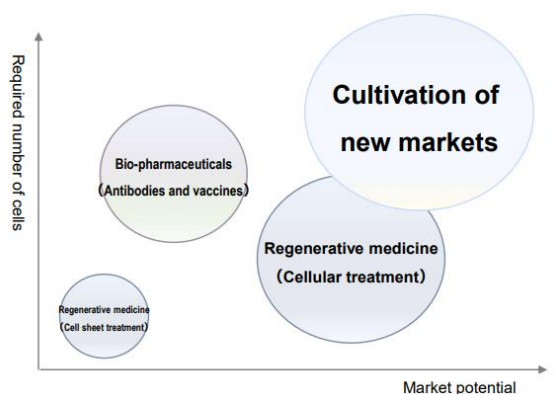 Required number of cells
Cultivation of
new markets
Bio-pharmaceuticals
（Antibodies and vaccines）
Regenerative medicine
（Cellular treatment）
Regenerative medicine
（Cell sheet treatment）
Market potential